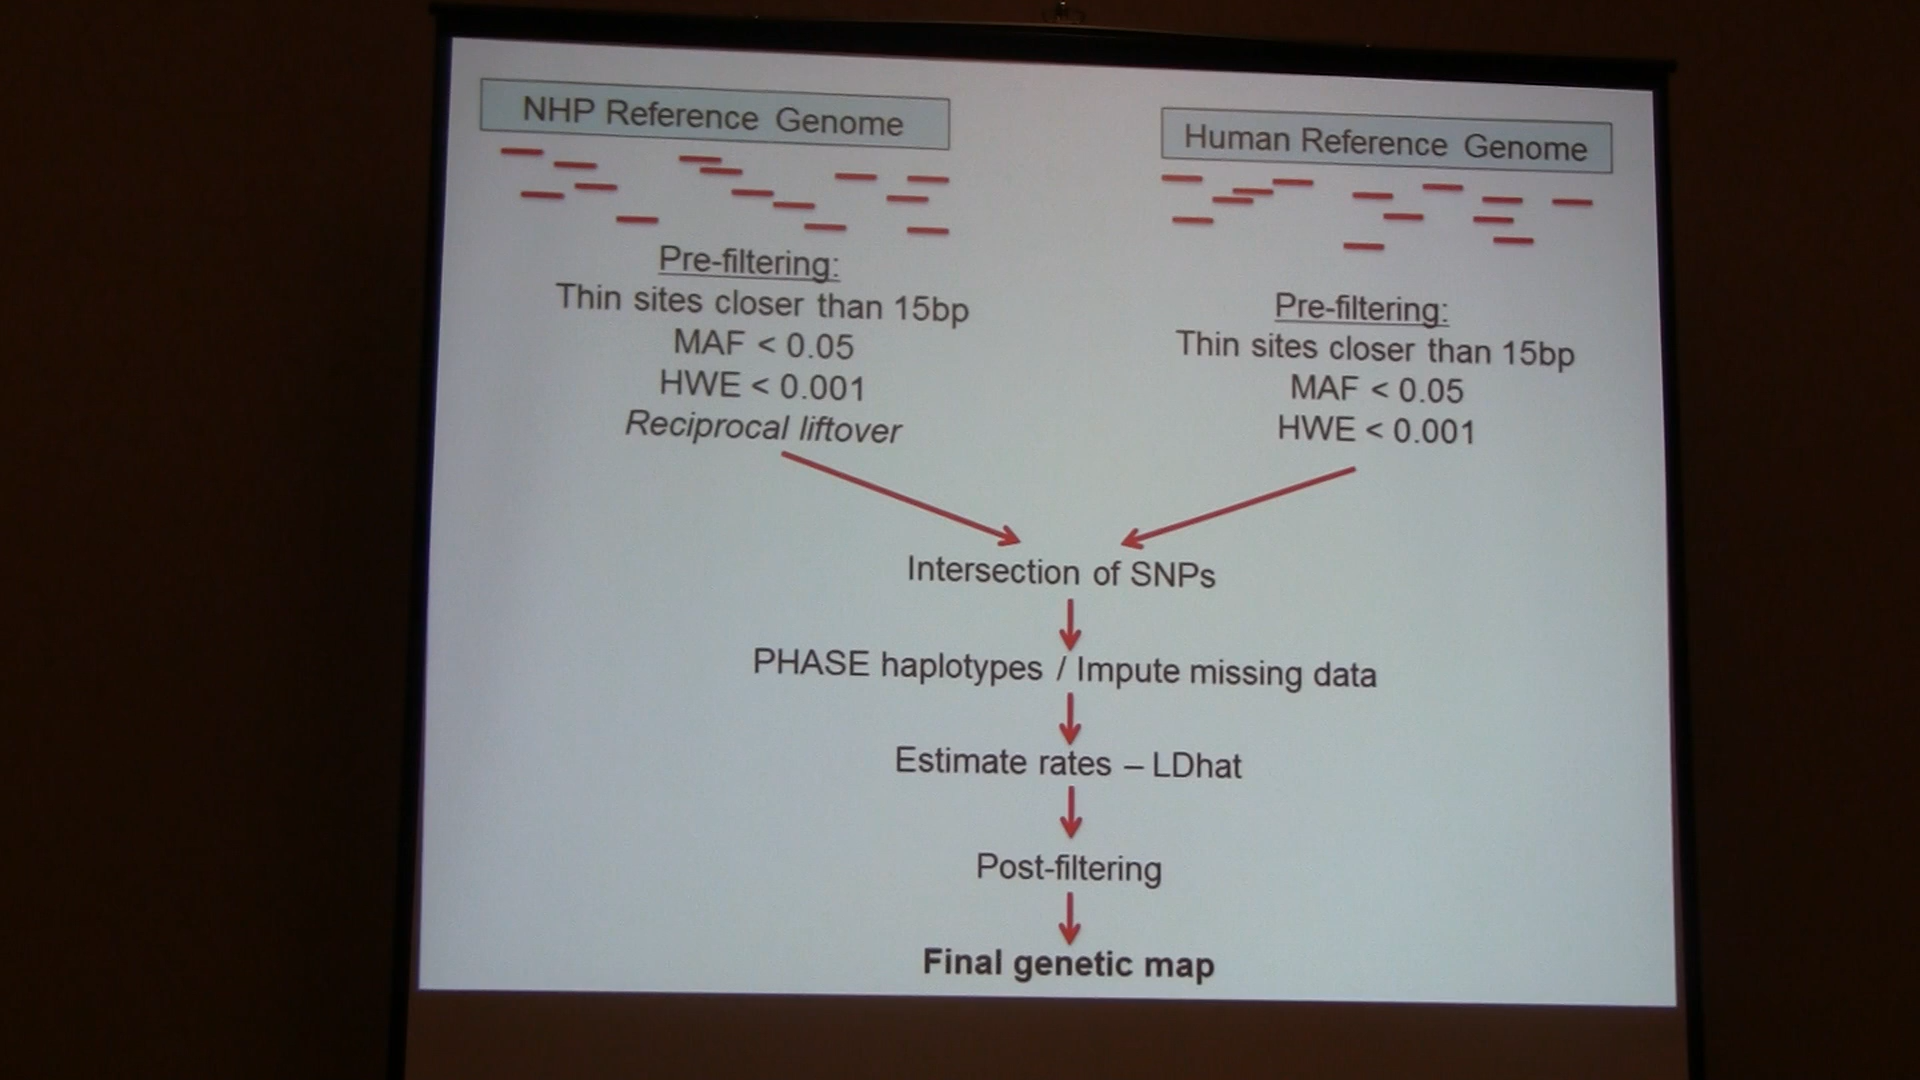 NHP Reference Genome
Pre-filtering:
Thin sites closer than 15bp
MAF < 0.05
HWE < 0.001
Reciprocal liftover
Human Reference Genome
Pre-filtering:
Thin sites closer than 15bp
MAF < 0.05
HWE < 0.001
Intersection of SNPs
PHASE haplotypes / Impute missing data
Estimate rates – LDhat
Post-filtering
Final genetic map